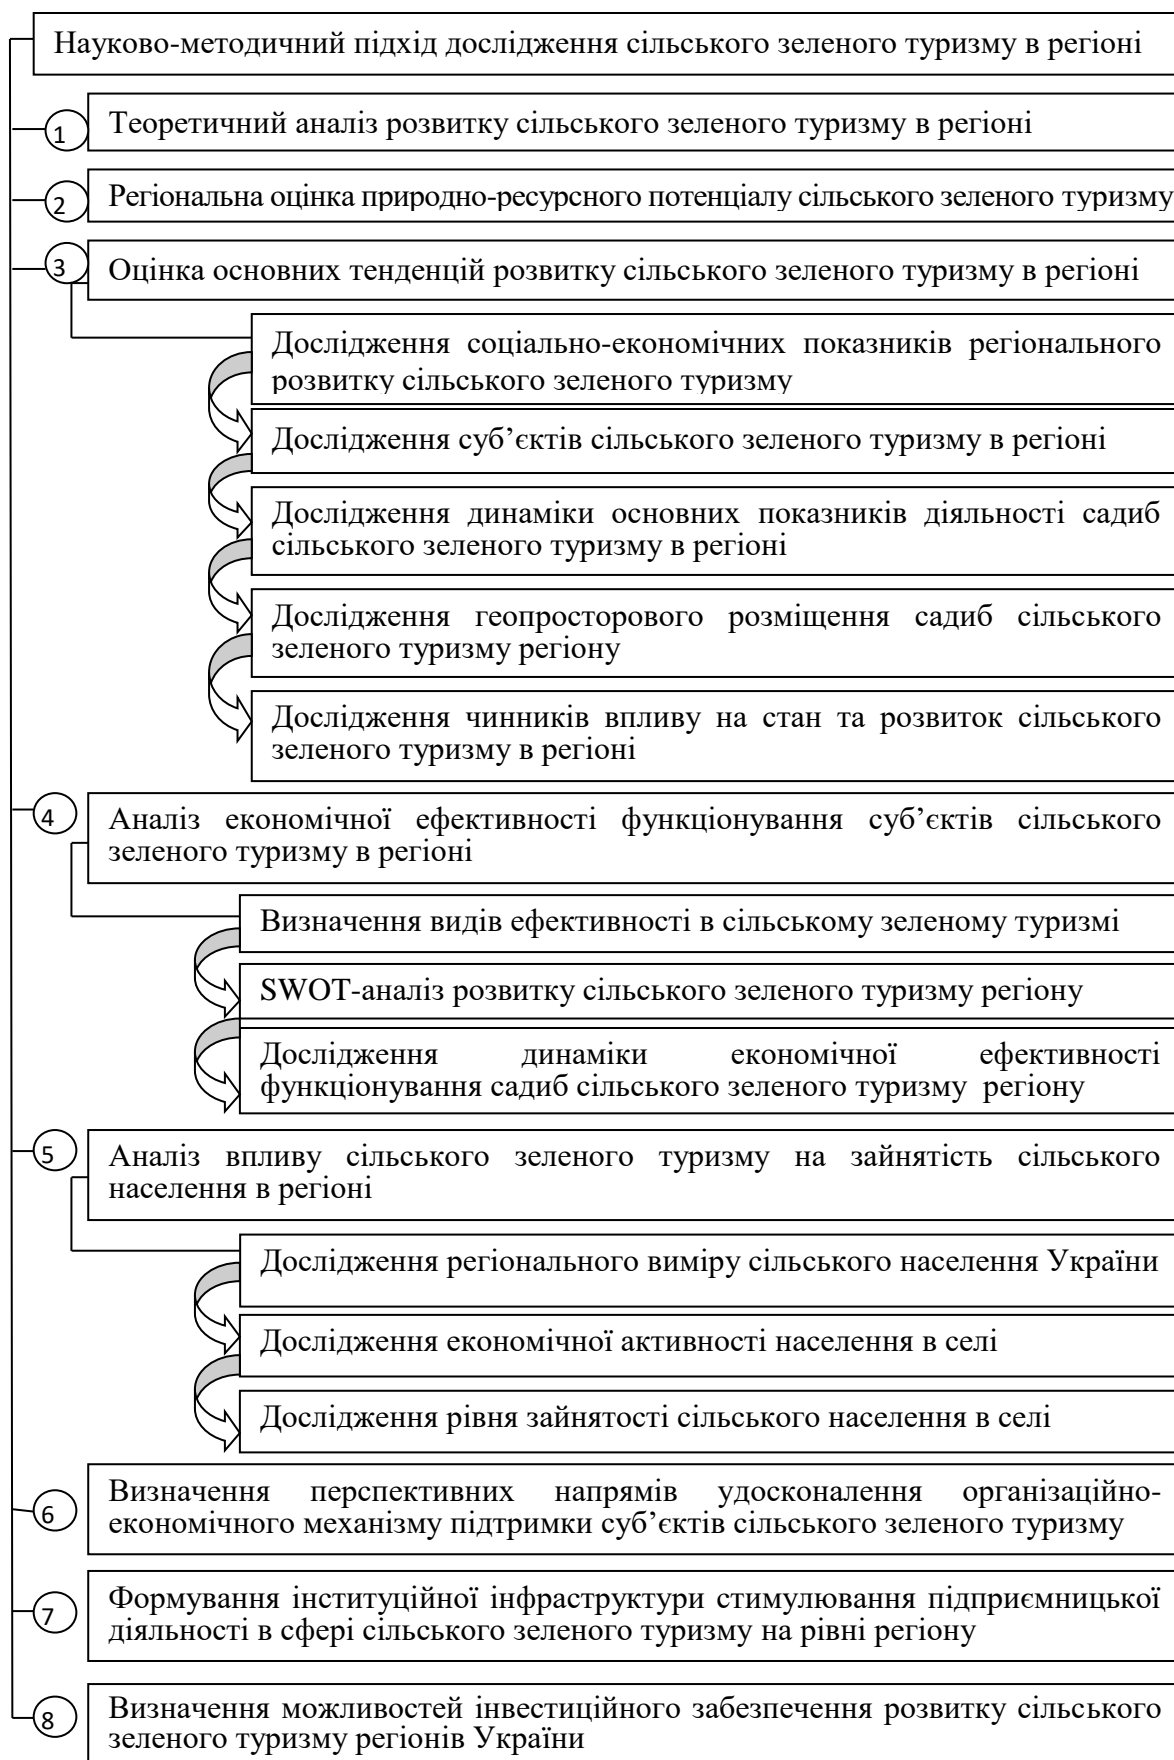 Науково-методичний підхід дослідження сільського зеленого туризму в регіоні
1
Теоретичний аналіз розвитку сільського зеленого туризму в регіоні
2
Регіональна оцінка природно-ресурсного потенціалу сільського зеленого туризму
3
Оцінка основних тенденцій розвитку сільського зеленого туризму в регіоні
Дослідження соціально-економічних показників регіонального
розвитку сільського зеленого туризму
Дослідження суб’єктів сільського зеленого туризму в регіоні
Дослідження динаміки основних показників діяльності садиб
сільського зеленого туризму в регіоні
Дослідження геопросторового розміщення садиб сільського
зеленого туризму регіону
Дослідження чинників впливу на стан та розвиток сільського
зеленого туризму в регіоні
4
Аналіз економічної ефективності функціонування суб’єктів сільського
зеленого туризму в регіоні
Визначення видів ефективності в сільському зеленому туризмі
SWOT-аналіз розвитку сільського зеленого туризму регіону
Дослідження динаміки економічної ефективності
функціонування садиб сільського зеленого туризму регіону
5
Аналіз впливу сільського зеленого туризму на зайнятість сільського
населення в регіоні
Дослідження регіонального виміру сільського населення України
Дослідження економічної активності населення в селі
Дослідження рівня зайнятості сільського населення в селі
6
Визначення перспективних напрямів удосконалення організаційно-
економічного механізму підтримки суб’єктів сільського зеленого туризму
7
Формування інституційної інфраструктури стимулювання підприємницької
діяльності в сфері сільського зеленого туризму на рівні регіону
8
Визначення можливостей інвестиційного забезпечення розвитку сільського
зеленого туризму регіонів України